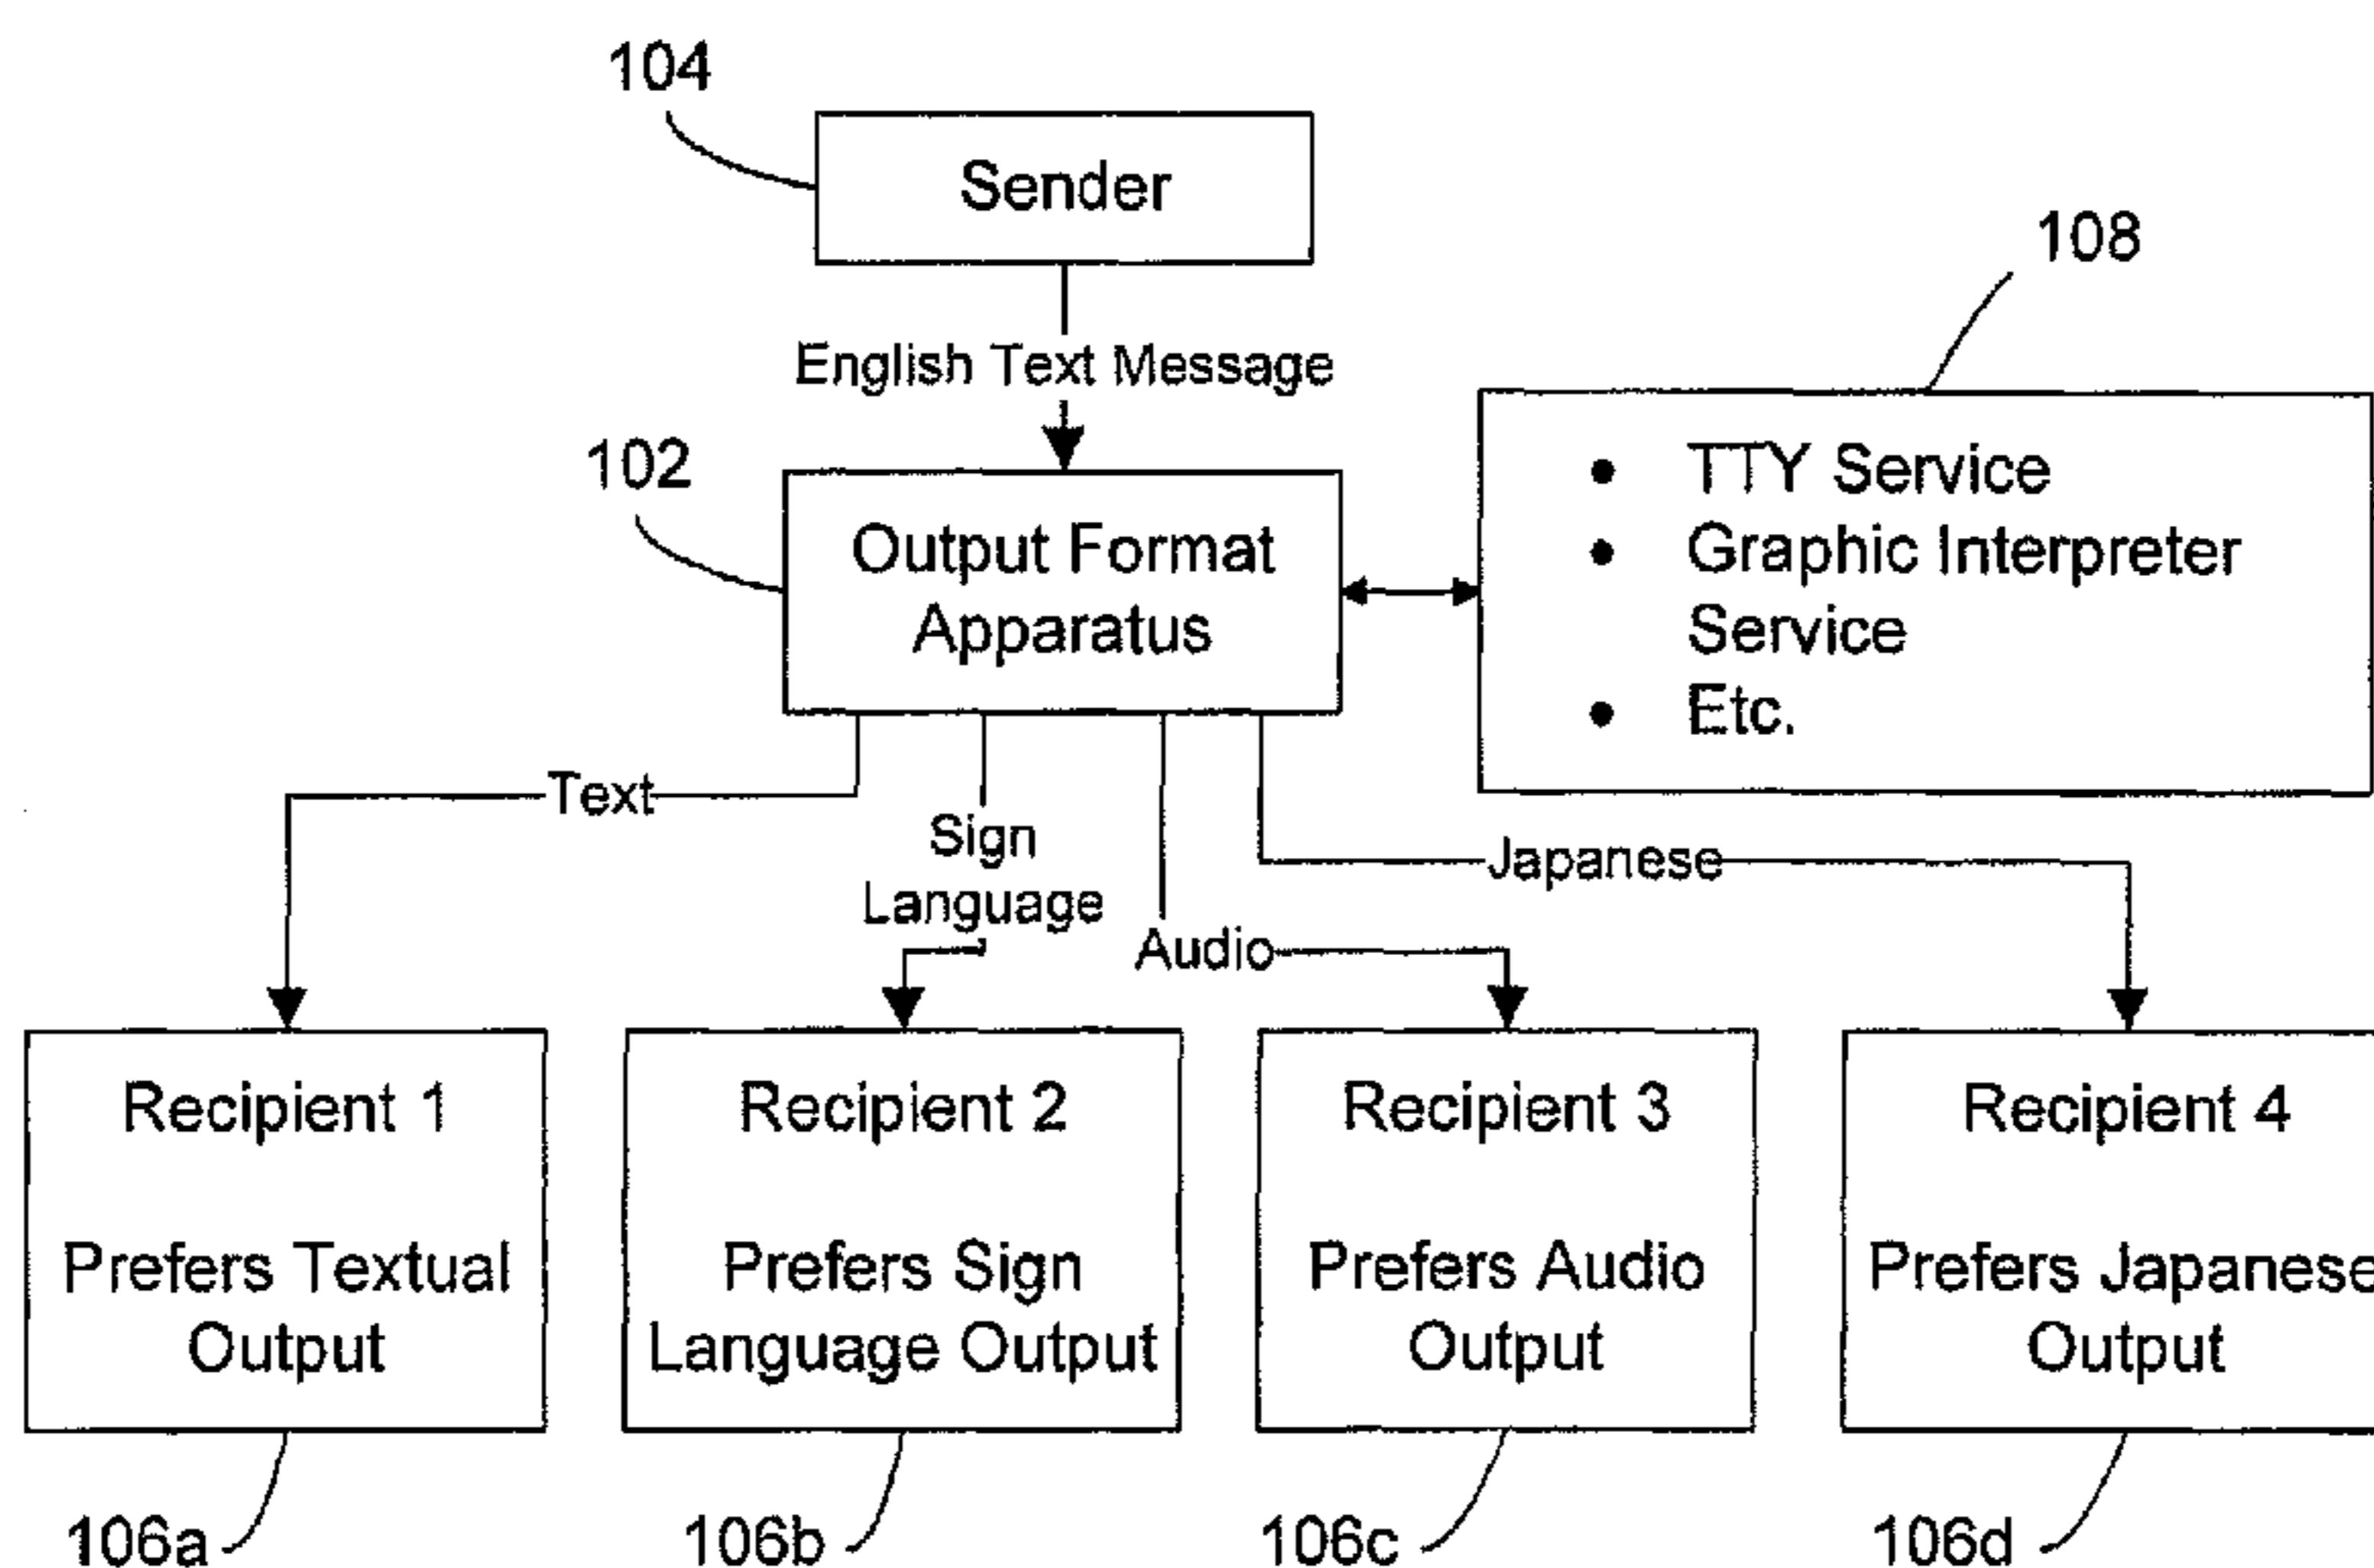 104
Sender
108
English Text Message
102
Output Format
Apparatus
• TTY Service
• Graphic Interpreter
Service
• Etc.
Text
Sign
Language
Audio
Japanese
Recipient 1
Prefers Textual
Output
Recipient 2
Prefers Sign
Language Output
Recipient 3
Prefers Audio
Output
Recipient 4
Prefers Japanese
Output
106a
106b
106c
106d